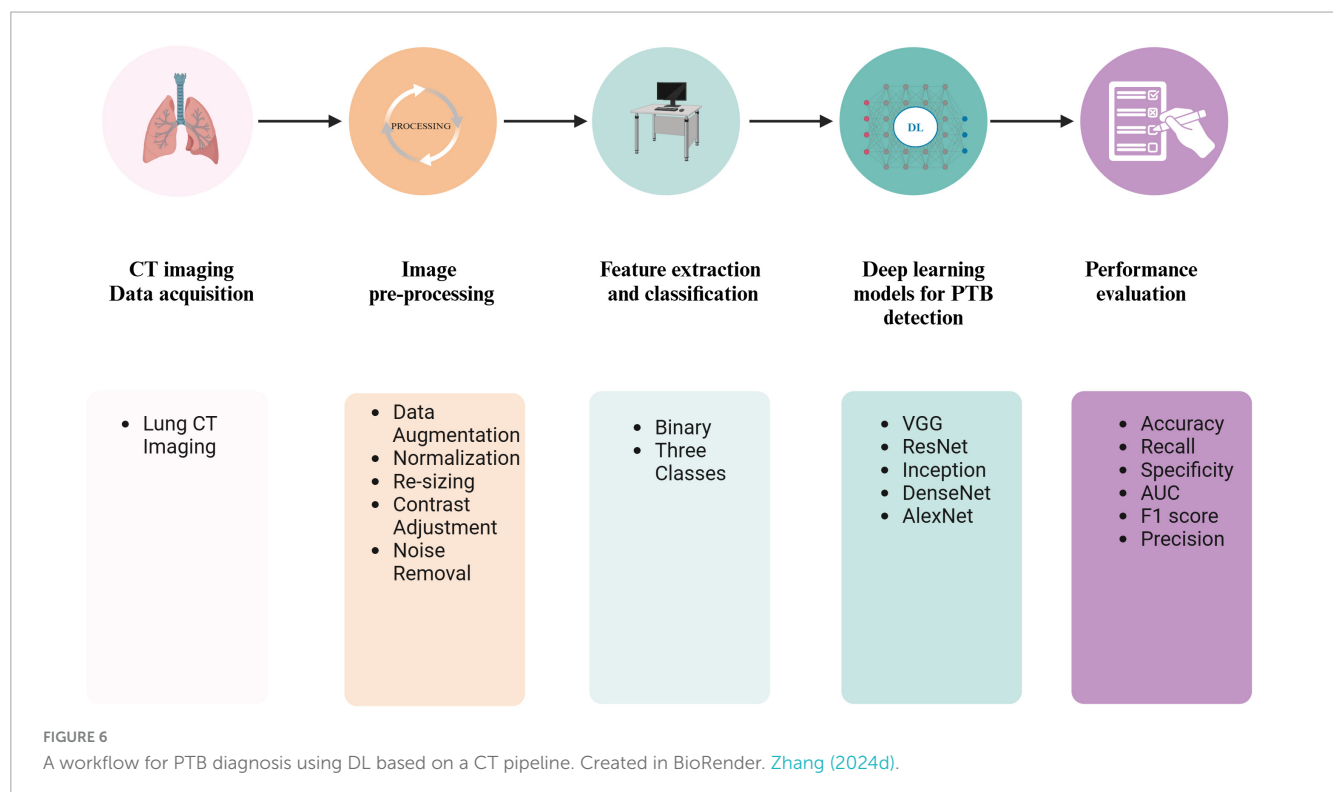 PROCESSING
DL
CT imaging
Data acquisition
Image
pre-processing
Feature extraction
and classification
Deep learning
models for PTB
detection
Performance
evaluation
• Lung CT
Imaging
• Data
Augmentation
• Normalization
• Re-sizing
• Contrast
Adjustment
• Noise
Removal
• Binary
• Three
Classes
• VGG
• ResNet
• Inception
• DenseNet
• AlexNet
• Accuracy
• Recall
• Specificity
• AUC
• F1 score
• Precision
FIGURE 6
A workflow for PTB diagnosis using DL based on a CT pipeline. Created in BioRender. Zhang (2024d).